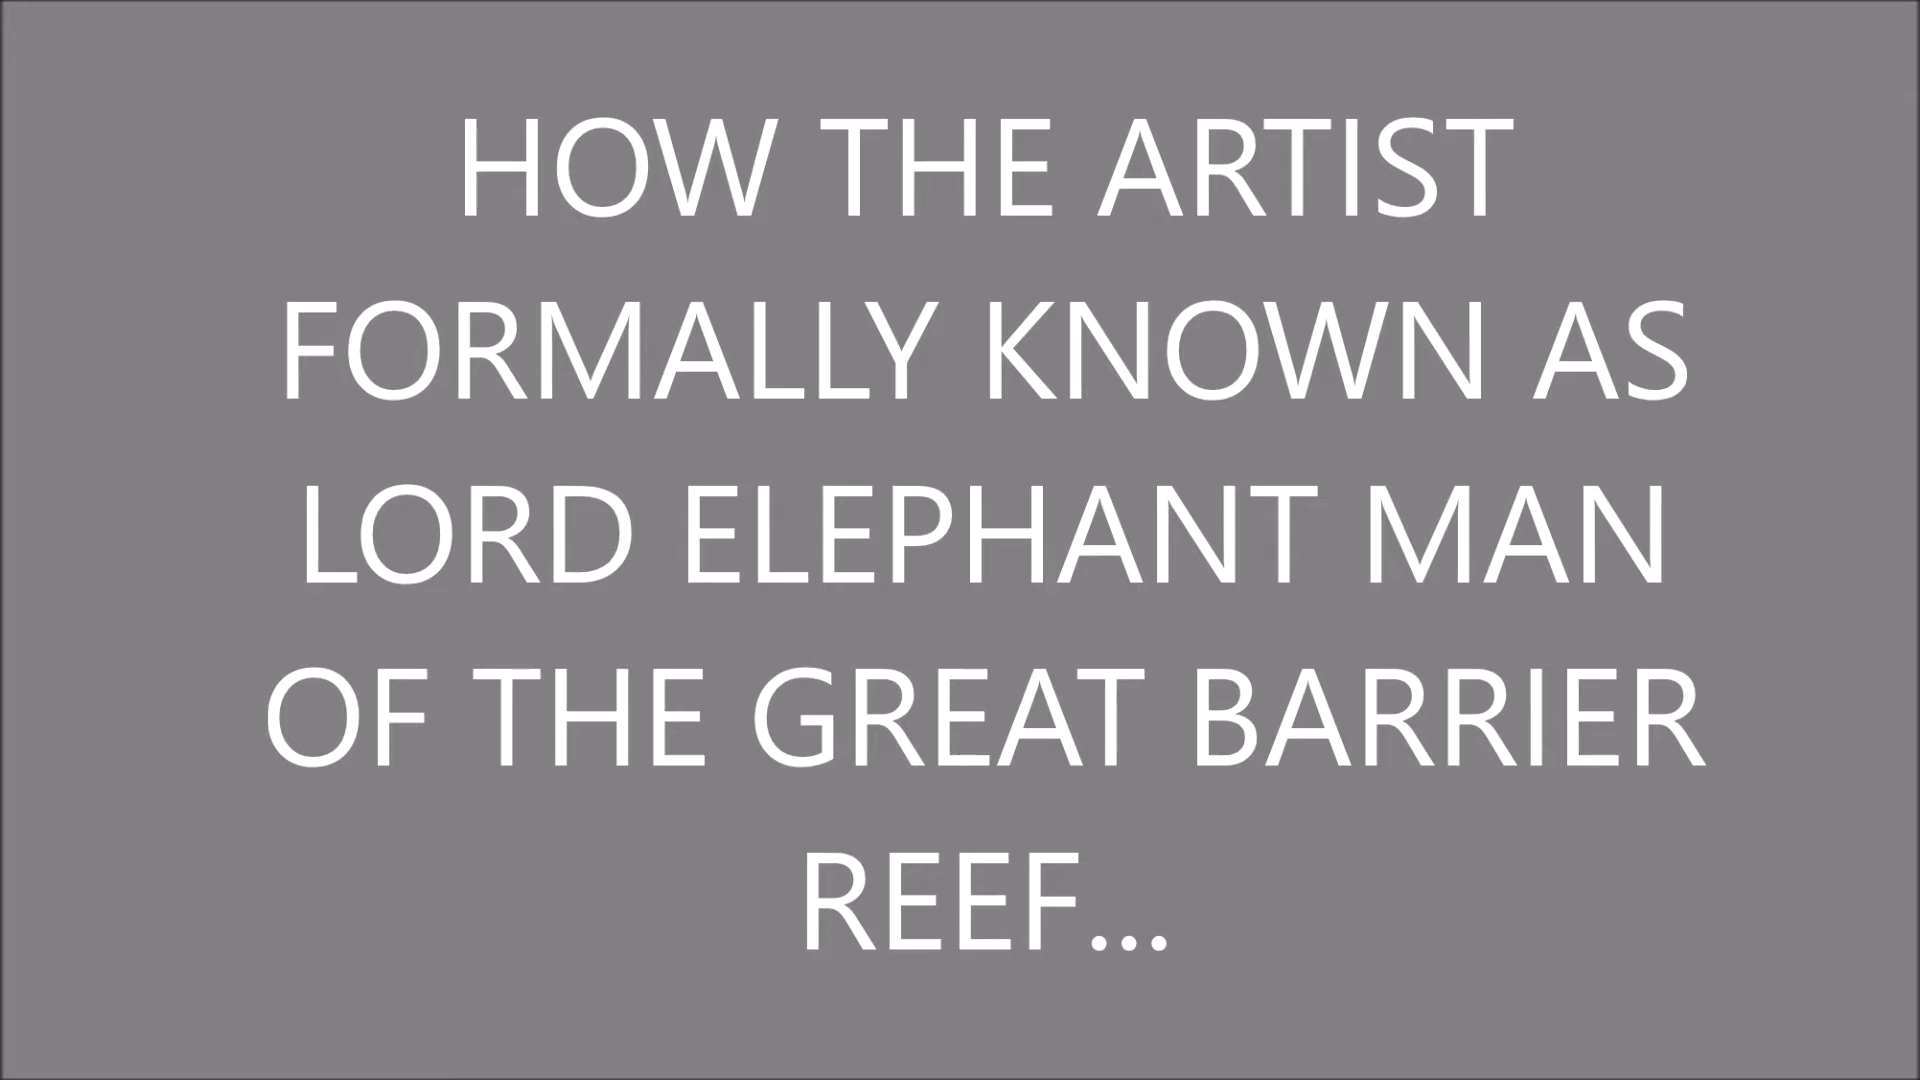 HOW THE ARTIST
FORMALLY KNOWN AS
LORD ELEPHANT MAN
OF THE GREAT BARRIER
REEF...